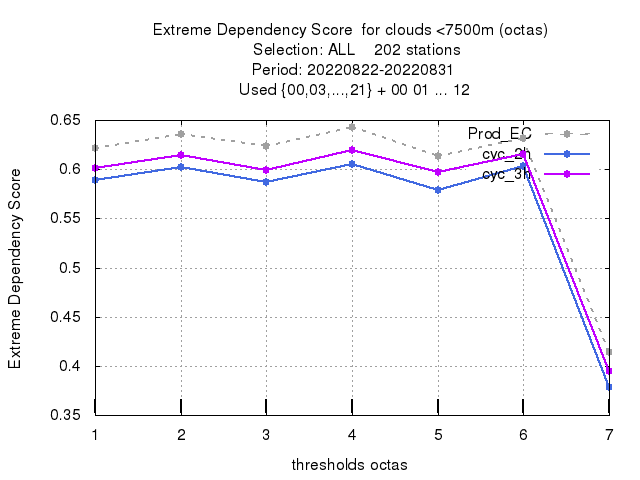 Extreme Dependency Score for clouds <7500m (octas)
Selection: ALL 202 stations
Period: 20220822-20220831
Used {00,03,...,21} + 00 01 ... 12
0.65
0.6
0.55
0.5
0.45
0.4
0.35
Extreme Dependency Score
Prod_EC
cyc_2h
cyc_3h
1 2 3 4 5 6 7
thresholds octas